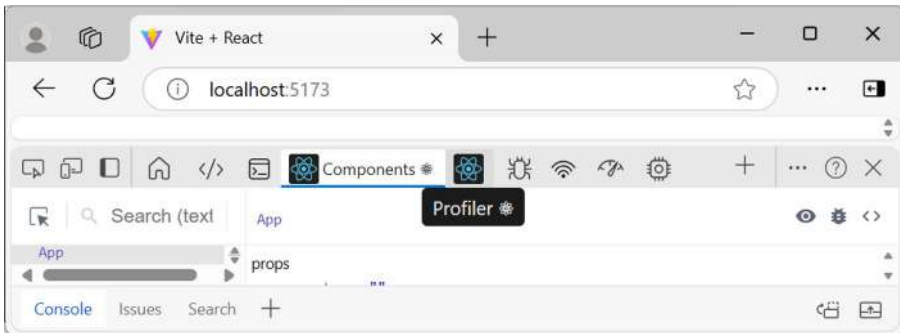 Vite + React
localhost:5173
Components ⚛
Profiler ⚛
Search (text
App
App
props
""
Console Issues Search